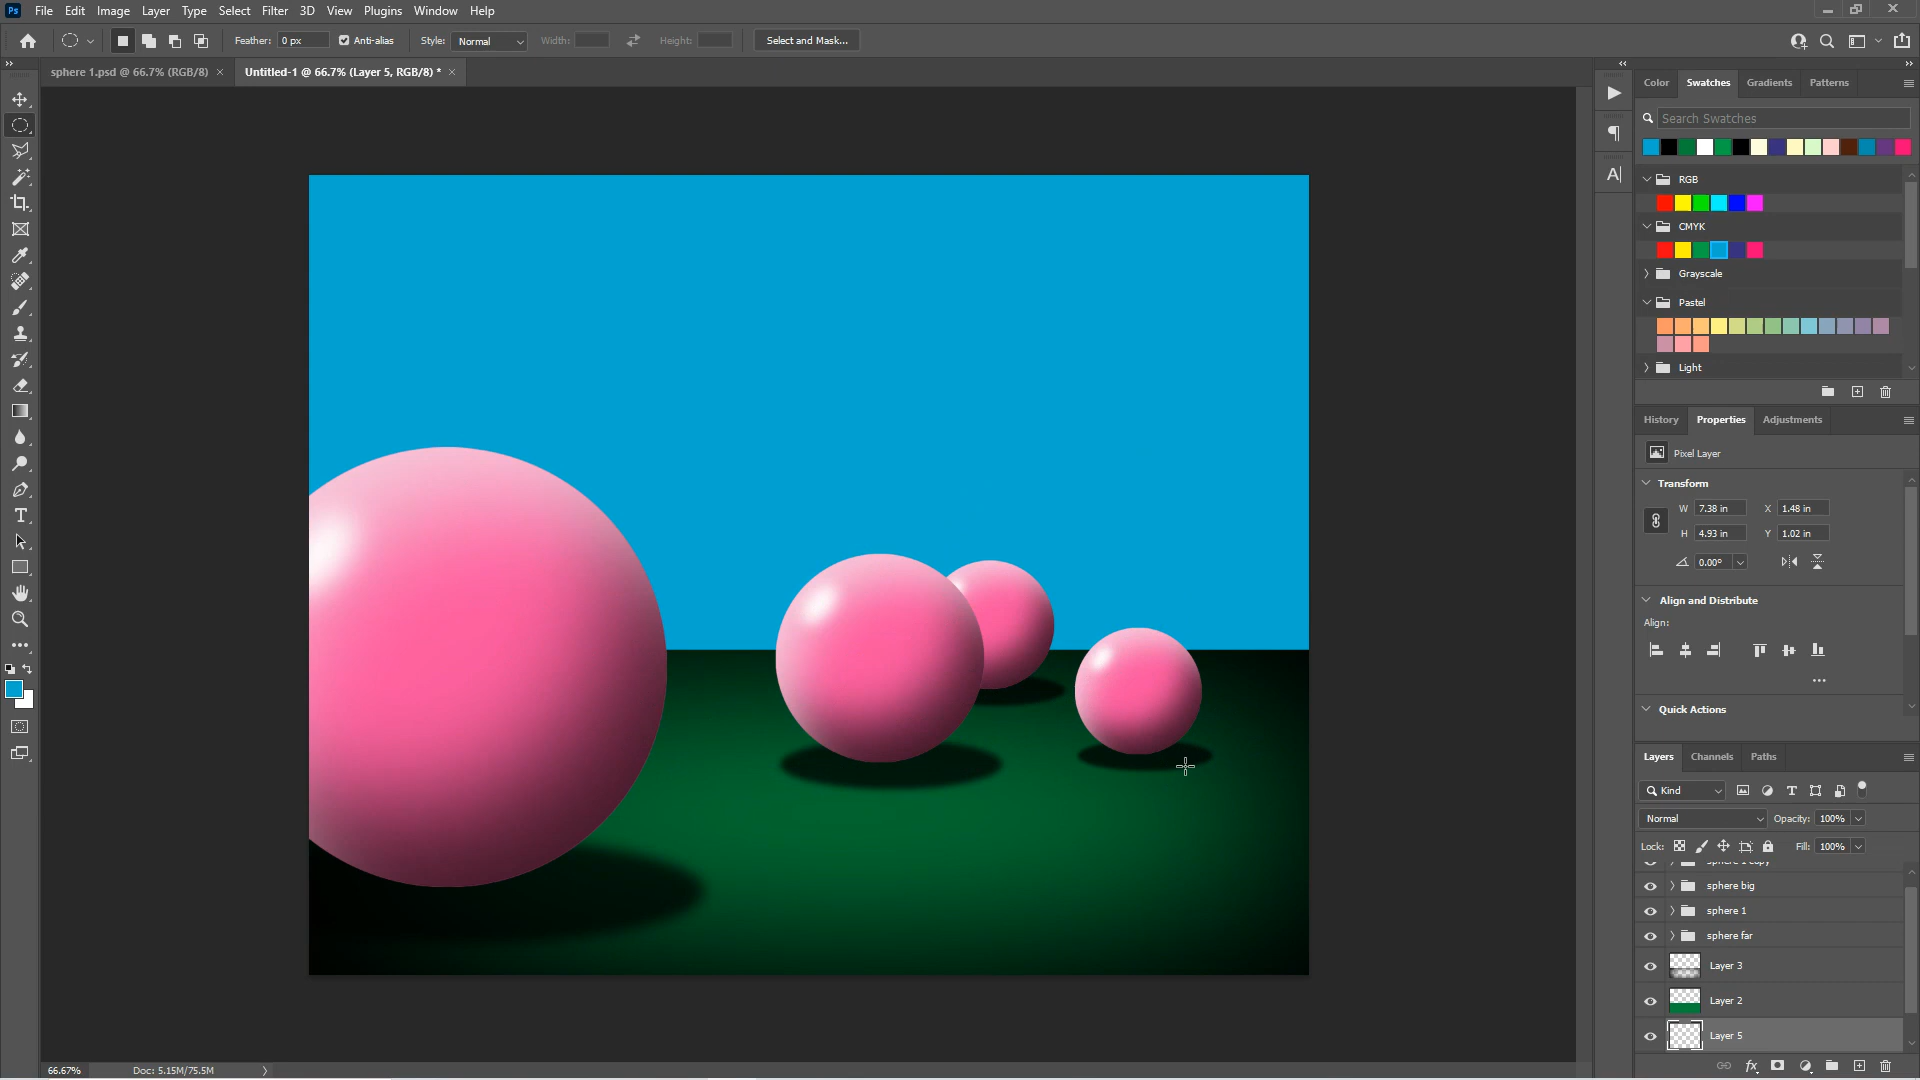 Ps File Edit Image Layer Type Select Filter 3D View Plugins Window Help
Feather: 0 px Anti-alias Style: Normal Width: Height: Select and Mask...
sphere 1.psd @ 66.7% (RGB/8) × Untitled-1 @ 66.7% (Layer 5, RGB/8) * ×
Color Swatches Gradients Patterns
Search Swatches
RGB
CMYK
Grayscale
Pastel
Light
History Properties Adjustments
Pixel Layer
Transform
W 7.38 in X 1.48 in
H 4.93 in Y 1.02 in
0.00°
Align and Distribute
Align:
Quick Actions
Layers Channels Paths
Kind
Normal Opacity: 100%
Lock: Fill: 100%
sphere 1 copy
sphere big
sphere 1
sphere far
Layer 3
Layer 2
Layer 5
66.67% Doc: 5.15M/75.5M